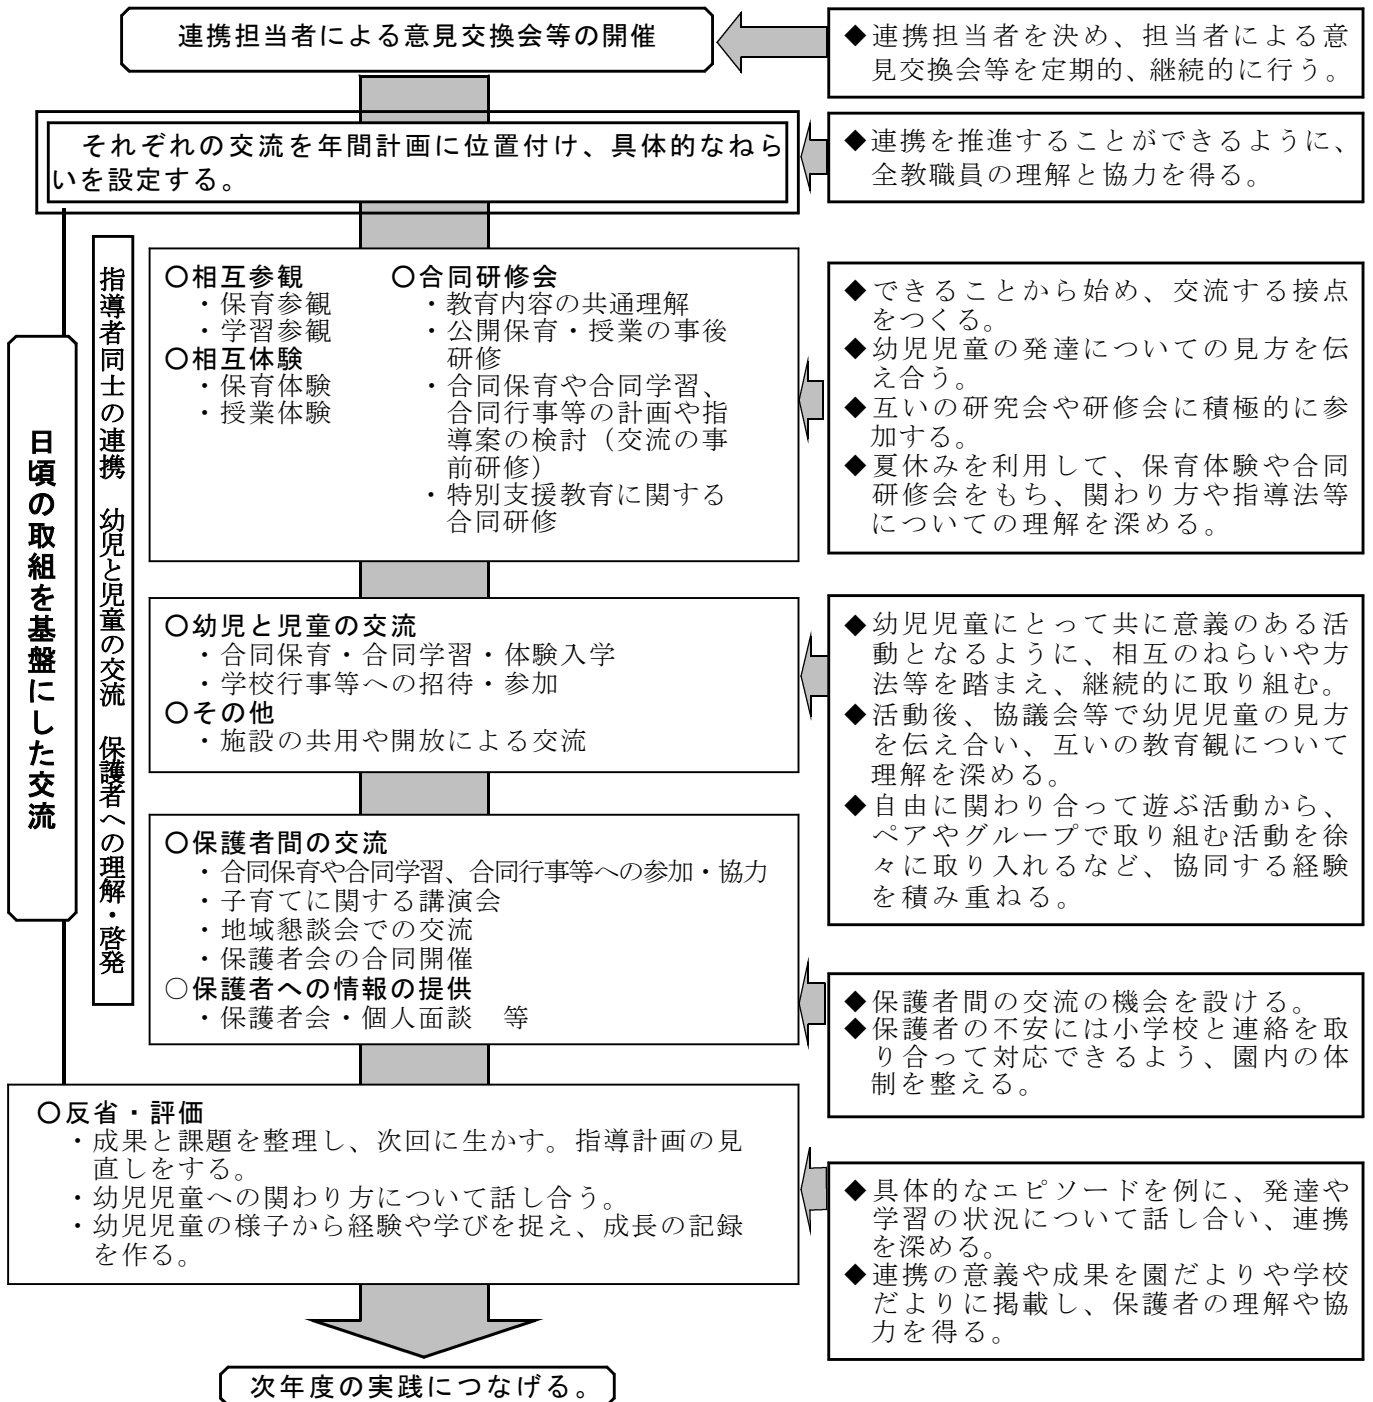 連携担当者による意見交換会等の開催
◆連携担当者を決め、担当者による意
見交換会等を定期的、継続的に行う。
それぞれの交流を年間計画に位置付け、具体的なねら
いを設定する。
◆連携を推進することができるように、
全教職員の理解と協力を得る。
日頃の取組を基盤にした交流
指導者同士の連携　幼児と児童の交流　保護者への理解・啓発
〇相互参観
・保育参観
・学習参観
〇相互体験
・保育体験
・授業体験
〇合同研修会
・教育内容の共通理解
・公開保育・授業の事後
研修
・合同保育や合同学習、
合同行事等の計画や指
導案の検討（交流の事
前研修）
・特別支援教育に関する
合同研修
◆できることから始め、交流する接点
をつくる。
◆幼児児童の発達についての見方を伝
え合う。
◆互いの研究会や研修会に積極的に参
加する。
◆夏休みを利用して、保育体験や合同
研修会をもち、関わり方や指導法等
についての理解を深める。
〇幼児と児童の交流
・合同保育・合同学習・体験入学
・学校行事等への招待・参加
〇その他
・施設の共用や開放による交流
◆幼児児童にとって共に意義のある活
動となるように、相互のねらいや方
法等を踏まえ、継続的に取り組む。
◆活動後、協議会等で幼児児童の見方
を伝え合い、互いの教育観について
理解を深める。
◆自由に関わり合って遊ぶ活動から、
ペアやグループで取り組む活動を徐
々に取り入れるなど、協同する経験
を積み重ねる。
〇保護者間の交流
・合同保育や合同学習、合同行事等への参加・協力
・子育てに関する講演会
・地域懇談会での交流
・保護者会の合同開催
〇保護者への情報の提供
・保護者会・個人面談　等
◆保護者間の交流の機会を設ける。
◆保護者の不安には小学校と連絡を取
り合って対応できるよう、園内の体
制を整える。
〇反省・評価
・成果と課題を整理し、次回に生かす。指導計画の見
直しをする。
・幼児児童への関わり方について話し合う。
・幼児児童の様子から経験や学びを捉え、成長の記録
を作る。
◆具体的なエピソードを例に、発達や
学習の状況について話し合い、連携
を深める。
◆連携の意義や成果を園だよりや学校
だよりに掲載し、保護者の理解や協
力を得る。
次年度の実践につなげる。